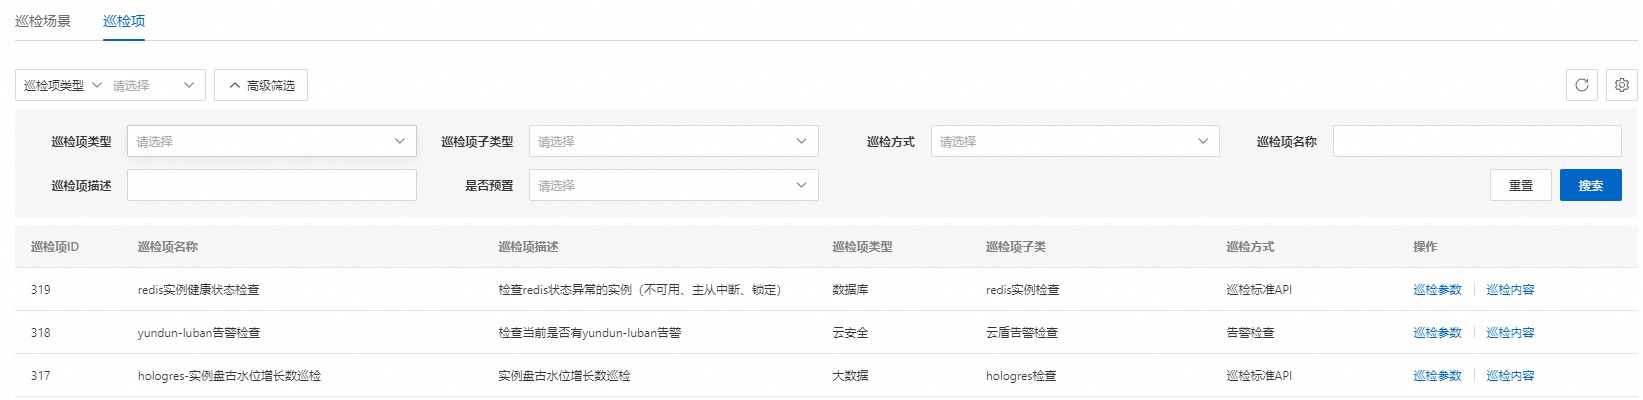 巡检场景 巡检项
巡检项类型 请选择 高级筛选
巡检项类型 请选择 巡检项子类型 请选择 巡检方式 请选择 巡检项名称
巡检项描述 是否预置 请选择 重置 搜索
巡检项ID 巡检项名称 巡检项描述 巡检项类型 巡检项子类 巡检方式 操作
319 redis实例健康状态检查 检查redis状态异常的实例（不可用、主从中断、锁定） 数据库 redis实例检查 巡检标准API 巡检参数 巡检内容
318 yundun-luban告警检查 检查当前是否有yundun-luban告警 云安全 云盾告警检查 告警检查 巡检参数 巡检内容
317 hologres-实例盘古水位增长数巡检 实例盘古水位增长数巡检 大数据 hologres检查 巡检标准API 巡检参数 巡检内容